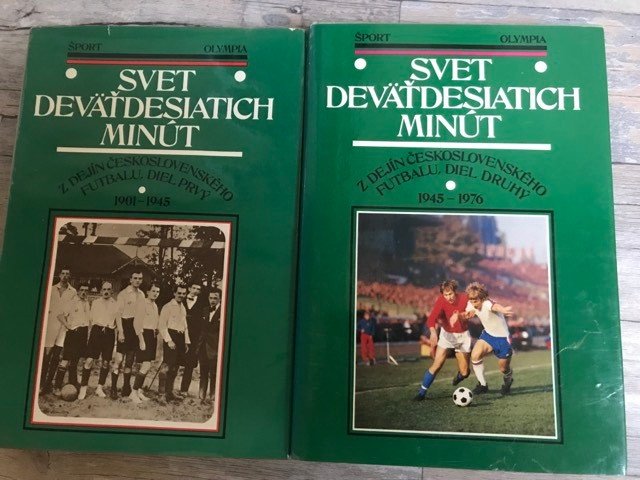 ŠPORT OLYMPIA
SVET
DEVÄŤDESIATICH
MINÚT
Z DEJÍN ČESKOSLOVENSKÉHO
FUTBALU. DIEL PRVÝ
1901-1945
ŠPORT OLYMPIA
SVET
DEVÄŤDESIATICH
MINÚT
Z DEJÍN ČESKOSLOVENSKÉHO
FUTBALU. DIEL DRUHÝ
1945-1976